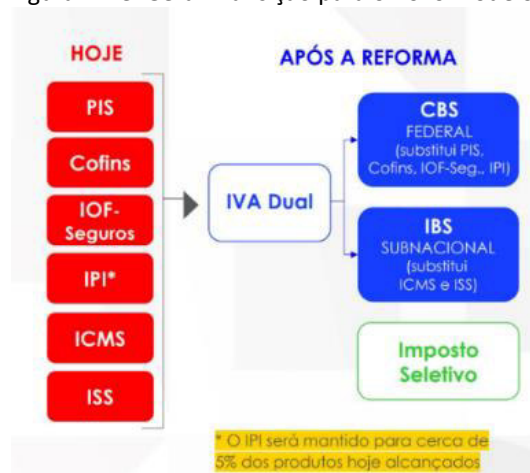 HOJE
APÓS A REFORMA
PIS
Cofins
IOF-
Seguros
IPI*
ICMS
ISS
IVA Dual
CBS
FEDERAL
(substitui PIS,
Cofins, IOF-Seg., IPI)
IBS
SUBNACIONAL
(substitui
ICMS e ISS)
Imposto
Seletivo
* O IPI será mantido para cerca de
5% dos produtos hoje alcançados